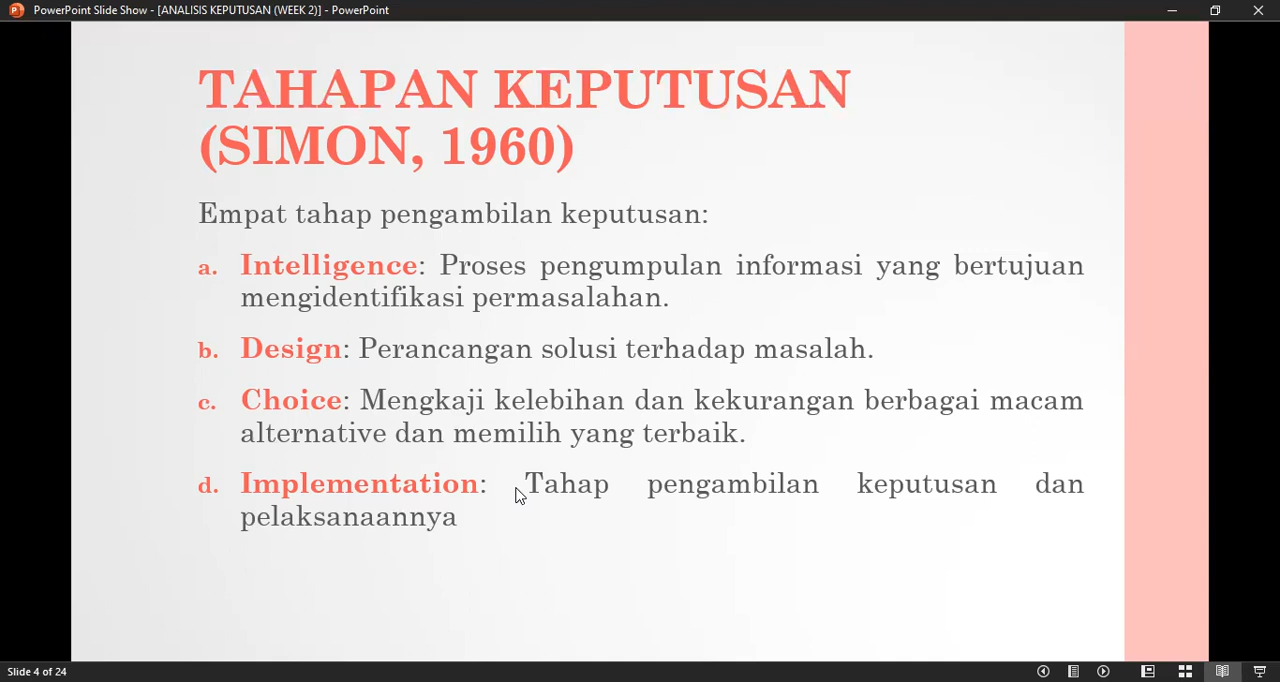 PowerPoint Slide Show - [ANALISIS KEPUTUSAN (WEEK 2)] - PowerPoint
TAHAPAN KEPUTUSAN
(SIMON, 1960)
Empat tahap pengambilan keputusan:
a. Intelligence: Proses pengumpulan informasi yang bertujuan
mengidentifikasi permasalahan.
b. Design: Perancangan solusi terhadap masalah.
c. Choice: Mengkaji kelebihan dan kekurangan berbagai macam
alternative dan memilih yang terbaik.
d. Implementation: Tahap pengambilan keputusan dan
pelaksanaannya
Slide 4 of 24